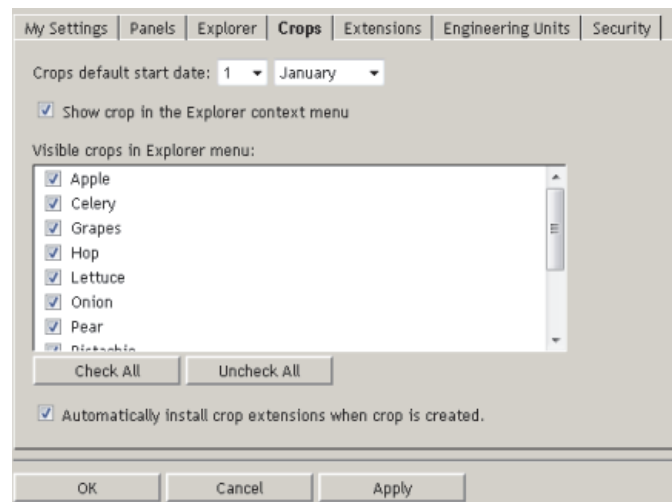 My Settings Panels Explorer Crops Extensions Engineering Units Security
Crops default start date: 1 January
Show crop in the Explorer context menu
Visible crops in Explorer menu:
Apple
Celery
Grapes
Hop
Lettuce
Onion
Pear
Pistachio
Check All Uncheck All
Automatically install crop extensions when crop is created.
OK Cancel Apply